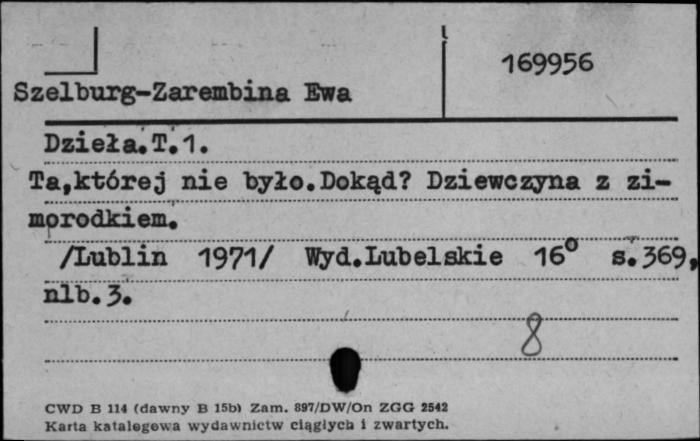 169956
Szelburg-Zarembina Ewa
Dzieła.T.1.
Ta,której nie było.Dokąd? Dziewczyna z zi-
morodkiem.
/Lublin 1971/ Wyd.Lubelskie 16° s.369,
nlb.3.
8
CWD B 114 (dawny B 15b) Zam. 897/DW/On ZGG 2542
Karta katalogowa wydawnictw ciągłych i zwartych.